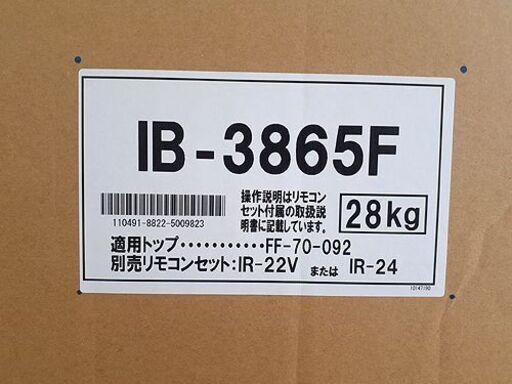 IB-3865F
操作説明はリモコン
セット付属の取扱説
明書に記載しています。
28kg
110491-8822-5009823
適用トップ…………FF-70-092
別売リモコンセット:IR-22V または IR-24
10147190